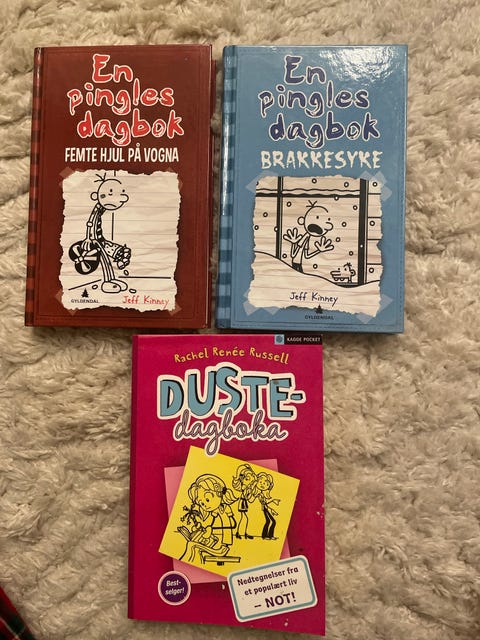 En
pingles
dagbok
FEMTE HJUL PÅ VOGNA
Jeff Kinney
GYLDENDAL
En
pingles
dagbok
BRAKKESYKE
Jeff Kinney
GYLDENDAL
KAGGE POCKET
Rachel Renée Russell
DUSTE-
dagboka
Best-
selger!
Nedtegnelser fra
et populært liv
– NOT!